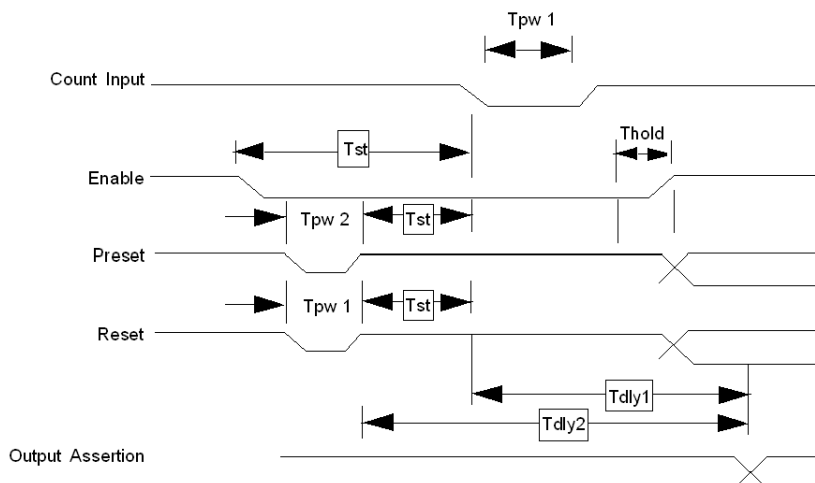 Tpw 1
Count Input
Thold
Tst
Enable
Tpw 2
Tst
Preset
Tpw 1
Tst
Reset
Tdly1
Tdly2
Output Assertion